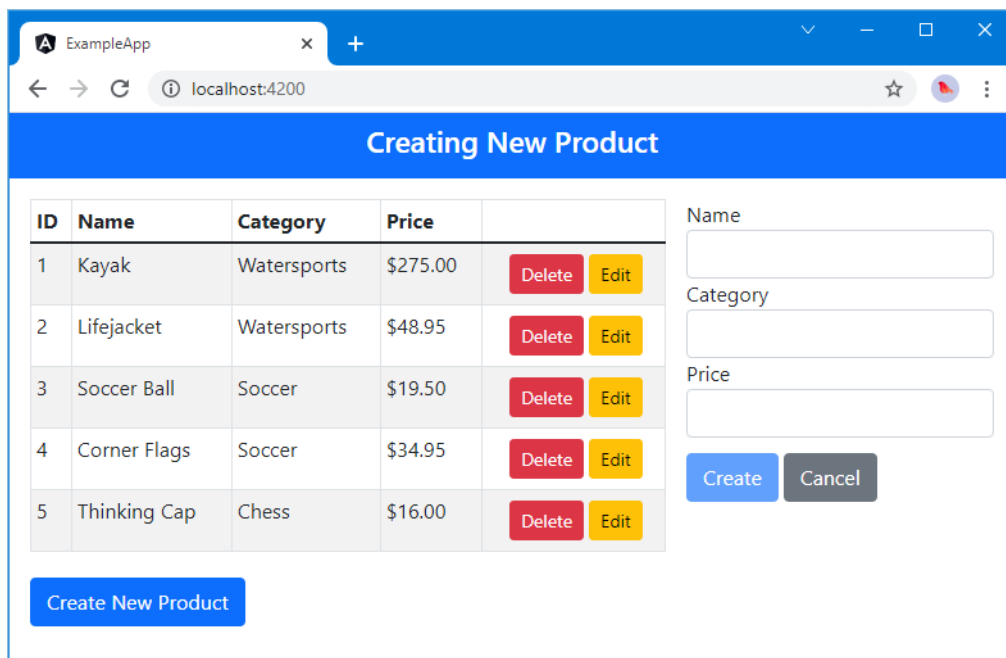 ExampleApp
localhost:4200
Creating New Product
ID Name Category Price
1 Kayak Watersports $275.00 Delete Edit
2 Lifejacket Watersports $48.95 Delete Edit
3 Soccer Ball Soccer $19.50 Delete Edit
4 Corner Flags Soccer $34.95 Delete Edit
5 Thinking Cap Chess $16.00 Delete Edit
Create New Product
Name
Category
Price
Create Cancel